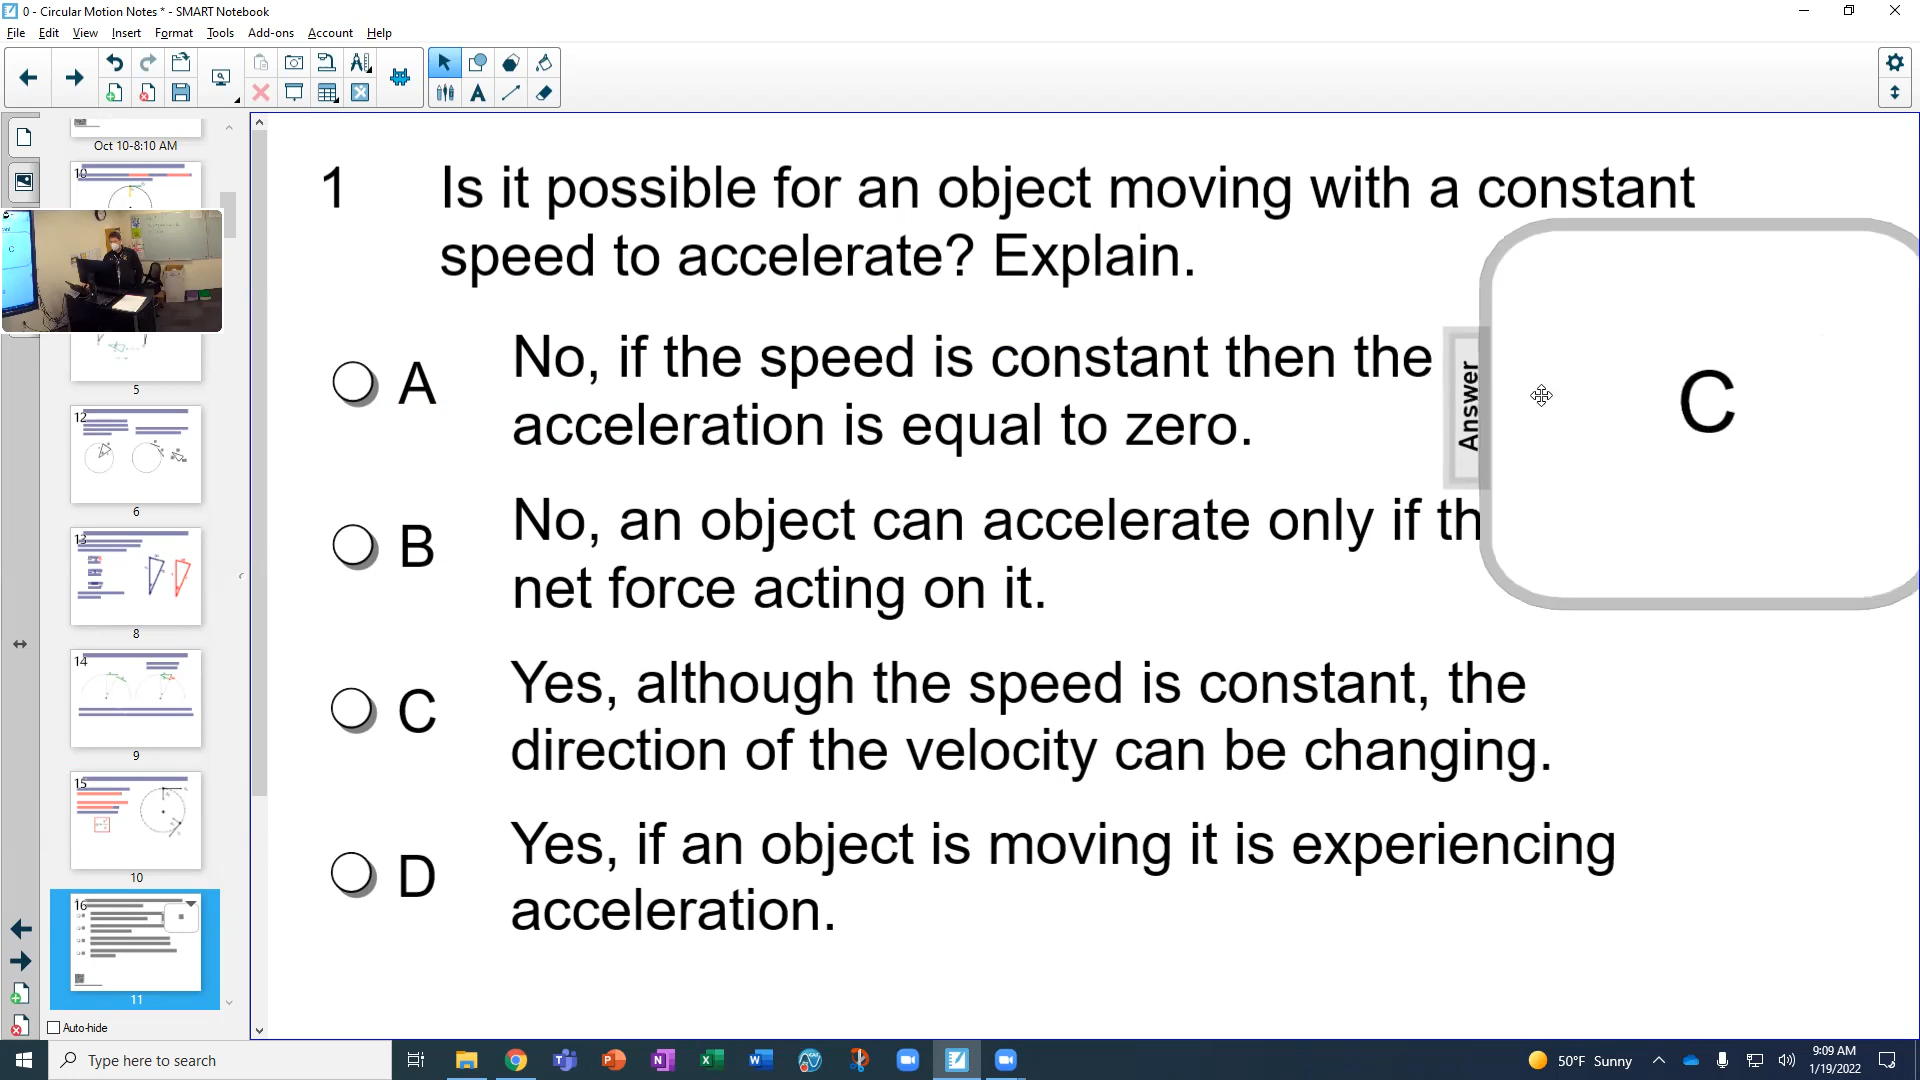 0 - Circular Motion Notes * - SMART Notebook
File Edit View Insert Format Tools Add-ons Account Help
Oct 10-8:10 AM
10
5
12
6
13
8
14
9
15
10
16
11
Auto-hide
1 Is it possible for an object moving with a constant
speed to accelerate? Explain.
A No, if the speed is constant then the
acceleration is equal to zero.
B No, an object can accelerate only if th
net force acting on it.
C Yes, although the speed is constant, the
direction of the velocity can be changing.
D Yes, if an object is moving it is experiencing
acceleration.
Answer
C
Type here to search
50°F Sunny
9:09 AM
1/19/2022